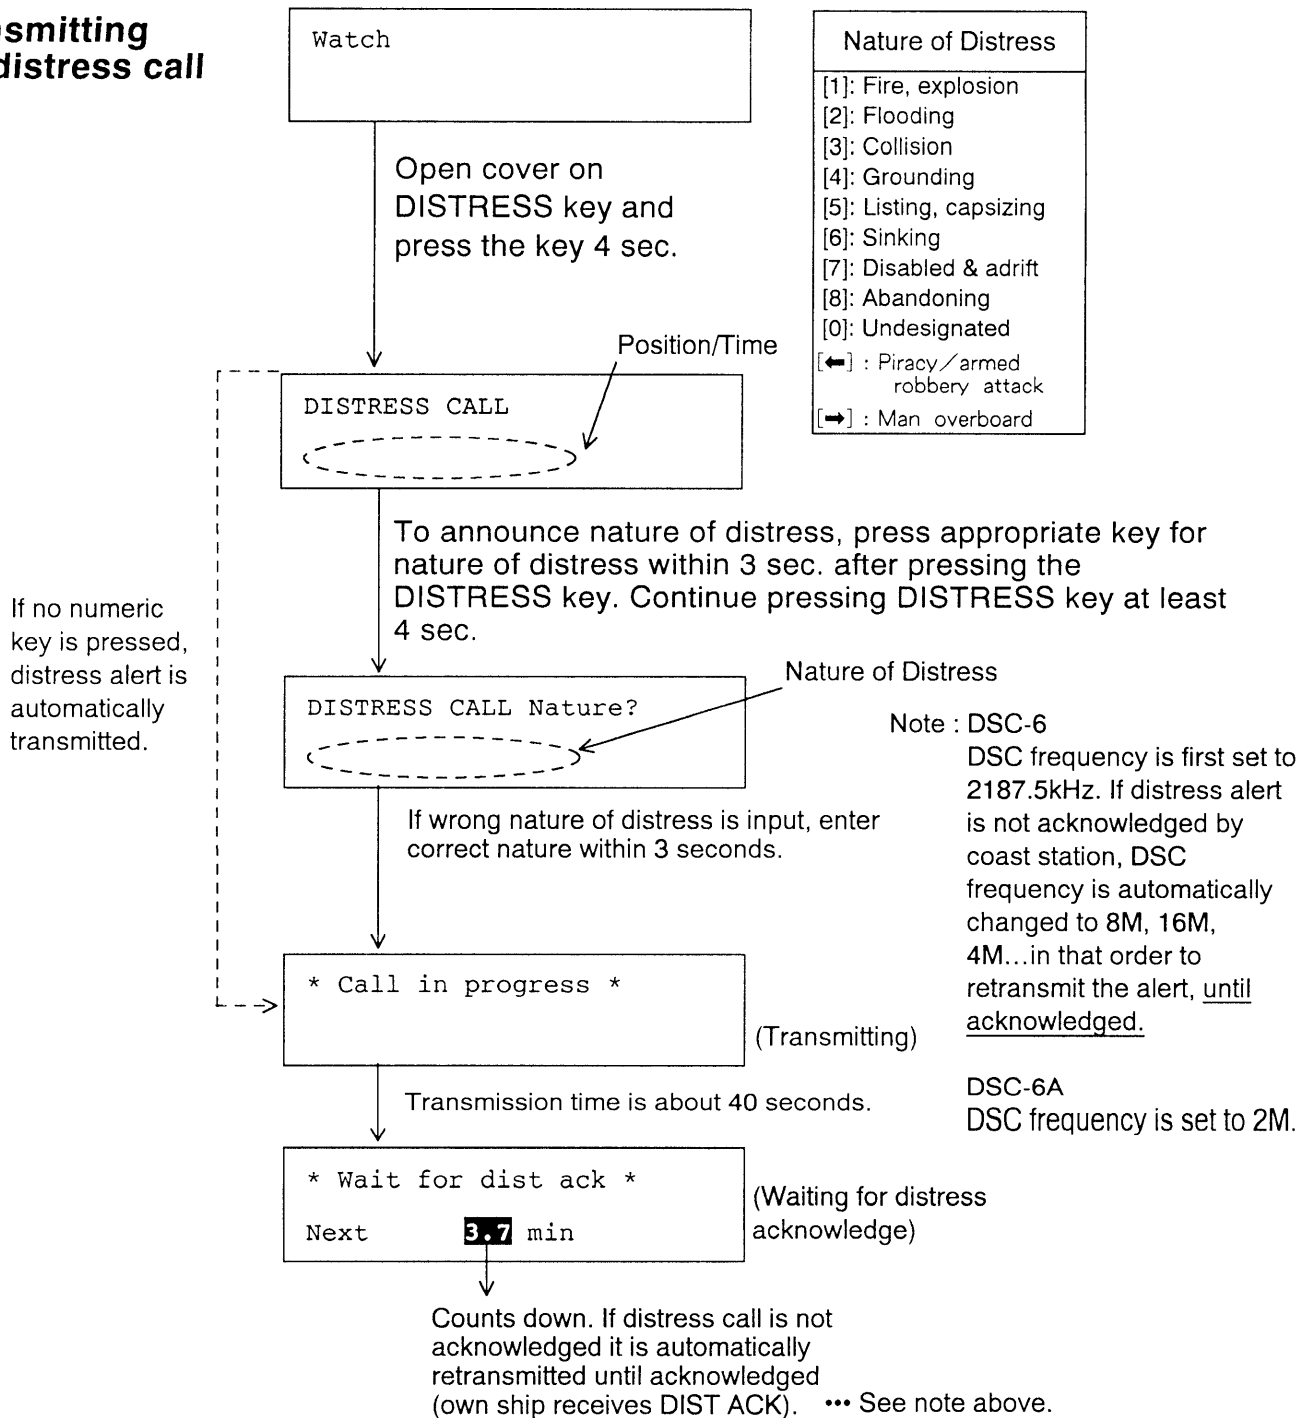 smitting
distress call
Watch
Nature of Distress
[1]: Fire, explosion
[2]: Flooding
[3]: Collision
[4]: Grounding
[5]: Listing, capsizing
[6]: Sinking
[7]: Disabled & adrift
[8]: Abandoning
[0]: Undesignated
[⬅] : Piracy/armed
robbery attack
[➡] : Man overboard
Open cover on
DISTRESS key and
press the key 4 sec.
Position/Time
DISTRESS CALL
To announce nature of distress, press appropriate key for
nature of distress within 3 sec. after pressing the
DISTRESS key. Continue pressing DISTRESS key at least
4 sec.
If no numeric
key is pressed,
distress alert is
automatically
transmitted.
Nature of Distress
DISTRESS CALL Nature?
If wrong nature of distress is input, enter
correct nature within 3 seconds.
Note : DSC-6
DSC frequency is first set to
2187.5kHz. If distress alert
is not acknowledged by
coast station, DSC
frequency is automatically
changed to 8M, 16M,
4M...in that order to
retransmit the alert, until
acknowledged.
DSC-6A
DSC frequency is set to 2M.
* Call in progress *
(Transmitting)
Transmission time is about 40 seconds.
* Wait for dist ack *
Next 3.7 min
(Waiting for distress
acknowledge)
Counts down. If distress call is not
acknowledged it is automatically
retransmitted until acknowledged
(own ship receives DIST ACK). ••• See note above.